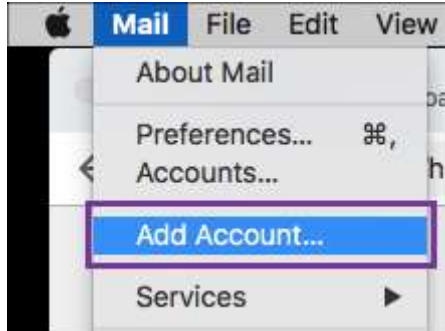 Mail File Edit View
About Mail
Preferences... ⌘,
Accounts...
Add Account...
Services ▶